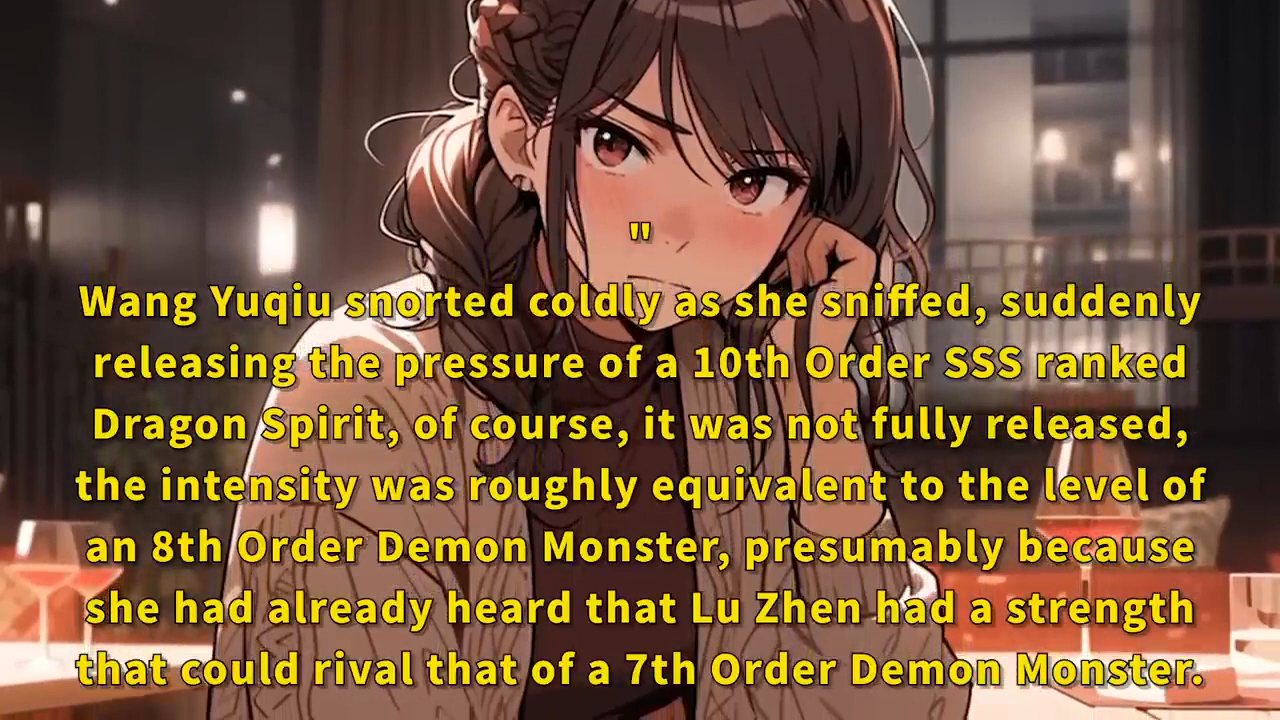 "
Wang Yuqiu snorted coldly as she sniffed, suddenly
releasing the pressure of a 10th Order SSS ranked
Dragon Spirit, of course, it was not fully released,
the intensity was roughly equivalent to the level of
an 8th Order Demon Monster, presumably because
she had already heard that Lu Zhen had a strength
that could rival that of a 7th Order Demon Monster.